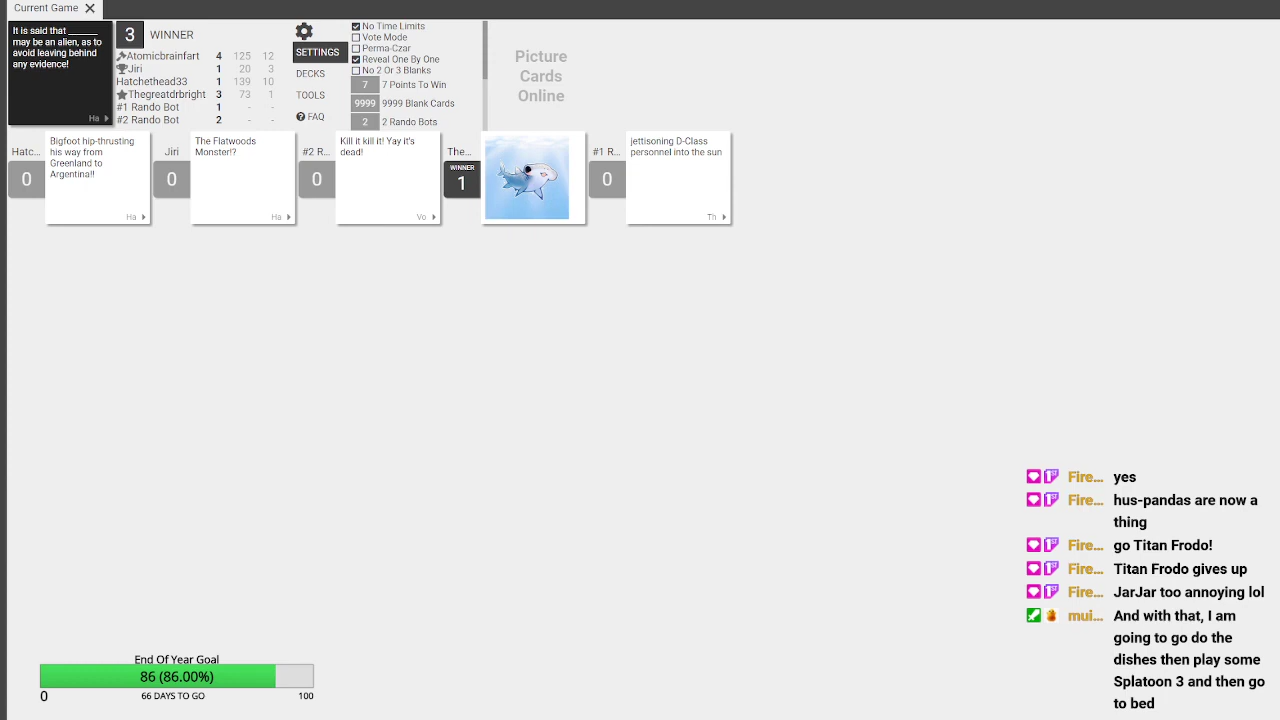 Current Game
It is said that ______
may be an alien, as to
avoid leaving behind
any evidence!
Ha
3 WINNER
Atomicbrainfart 4 125 12
Jiri 1 20 3
Hatchethead33 1 139 10
Thegreatdrbright 3 73 1
#1 Rando Bot 1 - -
#2 Rando Bot 2 - -
SETTINGS
DECKS
TOOLS
FAQ
No Time Limits
Vote Mode
Perma-Czar
Reveal One By One
No 2 Or 3 Blanks
7 7 Points To Win
9999 9999 Blank Cards
2 2 Rando Bots
Picture
Cards
Online
Hatc...
0
Bigfoot hip-thrusting
his way from
Greenland to
Argentina!!
Ha
Jiri
0
The Flatwoods
Monster!?
Ha
#2 R...
0
Kill it kill it! Yay it's
dead!
Vo
The...
WINNER
1
#1 R...
0
jettisoning D-Class
personnel into the sun
Th
Fire... yes
Fire... hus-pandas are now a
thing
Fire... go Titan Frodo!
Fire... Titan Frodo gives up
Fire... JarJar too annoying lol
mui... And with that, I am
going to go do the
dishes then play some
Splatoon 3 and then go
to bed
End Of Year Goal
86 (86.00%)
0 66 DAYS TO GO 100